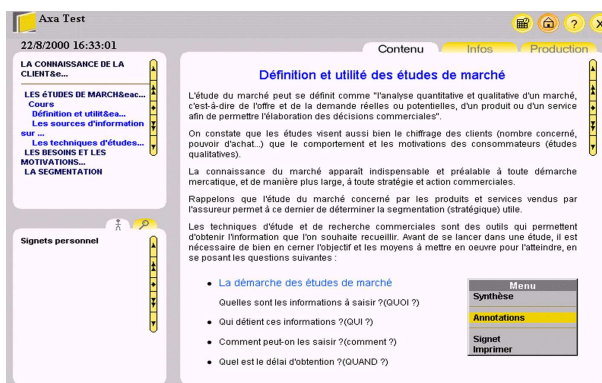 Axa Test
22/8/2000 16:33:01
Contenu
Infos
Production
LA CONNAISSANCE DE LA
CLIENT&e...
LES éTUDES DE MARCH&eac...
Cours
Définition et utilit&ea...
Les sources d'information
sur ...
Les techniques d'études...
LES BESOINS ET LES
MOTIVATIONS...
LA SEGMENTATION
Signets personnel
Définition et utilité des études de marché
L'étude du marché peut se définit comme "l'analyse quantitative et qualitative d'un marché,
c'est-à-dire de l'offre et de la demande réelles ou potentielles, d'un produit ou d'un service
afin de permettre l'élaboration des décisions commerciales".
On constate que les études visent aussi bien le chiffrage des clients (nombre concerné,
pouvoir d'achat...) que le comportement et les motivations des consommateurs (études
qualitatives).
La connaissance du marché apparaît indispensable et préalable à toute démarche
mercatique, et de manière plus large, à toute stratégie et action commerciales.
Rappelons que l'étude du marché concerné par les produits et services vendus par
l'assureur permet à ce dernier de déterminer la segmentation (stratégique) utile.
Les techniques d'étude et de recherche commerciales sont des outils qui permettent
d'obtenir l'information que l'on souhaite recueillir. Avant de se lancer dans une étude, il est
nécessaire de bien en cerner l'objectif et les moyens à mettre en oeuvre pour l'atteindre, en
se posant les questions suivantes :
La démarche des études de marché
Quelles sont les informations à saisir ?(QUOI ?)
Qui détient ces informations ?(QUI ?)
Comment peut-on les saisir ?(comment ?)
Quel est le délai d'obtention ?(QUAND ?)
Menu
Synthèse
Annotations
Signet
Imprimer